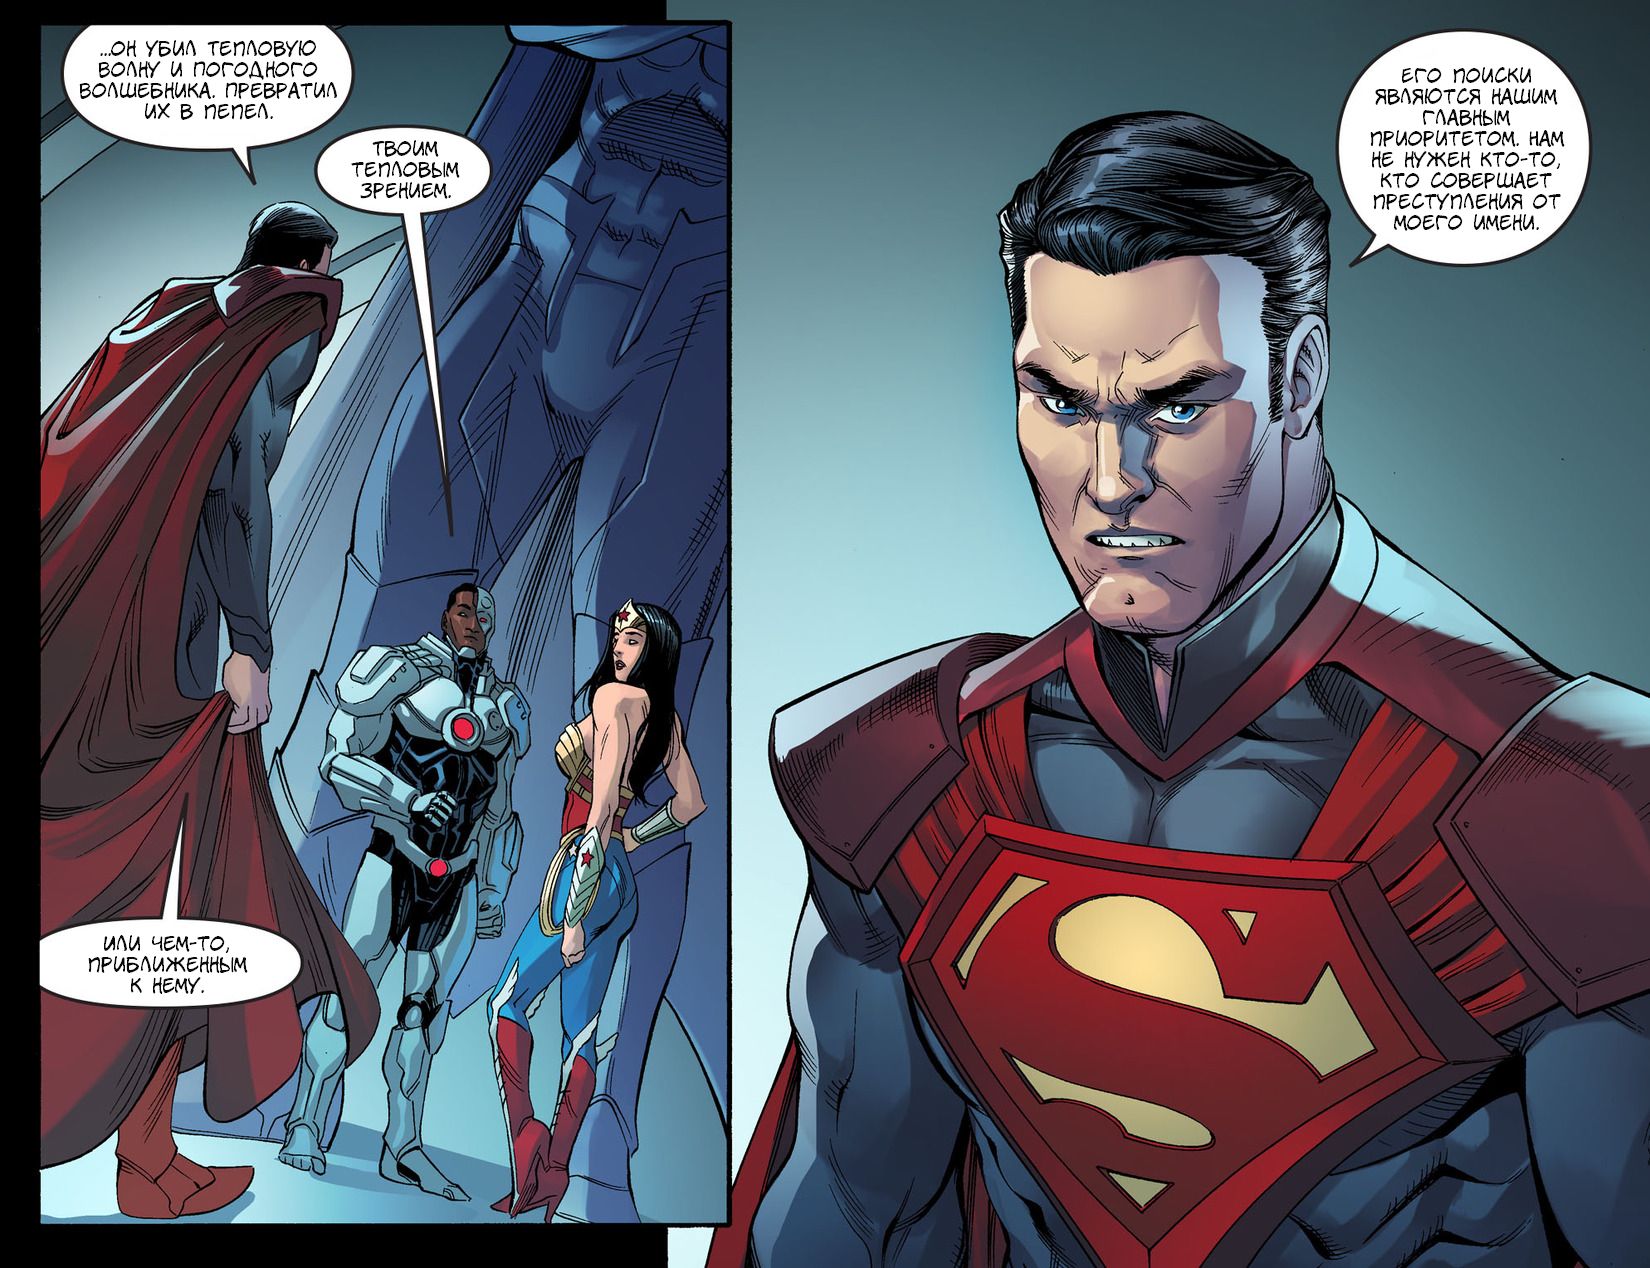 ...ОН УБИЛ ТЕПЛОВУЮ
ВОЛНУ И ПОГОДНОГО
ВОЛШЕБНИКА. ПРЕВРАТИЛ
ИХ В ПЕПЕЛ.
ТВОИМ
ТЕПЛОВЫМ
ЗРЕНИЕМ.
ИЛИ ЧЕМ-ТО,
ПРИБЛИЖЕННЫМ
К НЕМУ.
ЕГО ПОИСКИ
ЯВЛЯЮТСЯ НАШИМ
ГЛАВНЫМ
ПРИОРИТЕТОМ. НАМ
НЕ НУЖЕН КТО-ТО,
КТО СОВЕРШАЕТ
ПРЕСТУПЛЕНИЯ ОТ
МОЕГО ИМЕНИ.
S